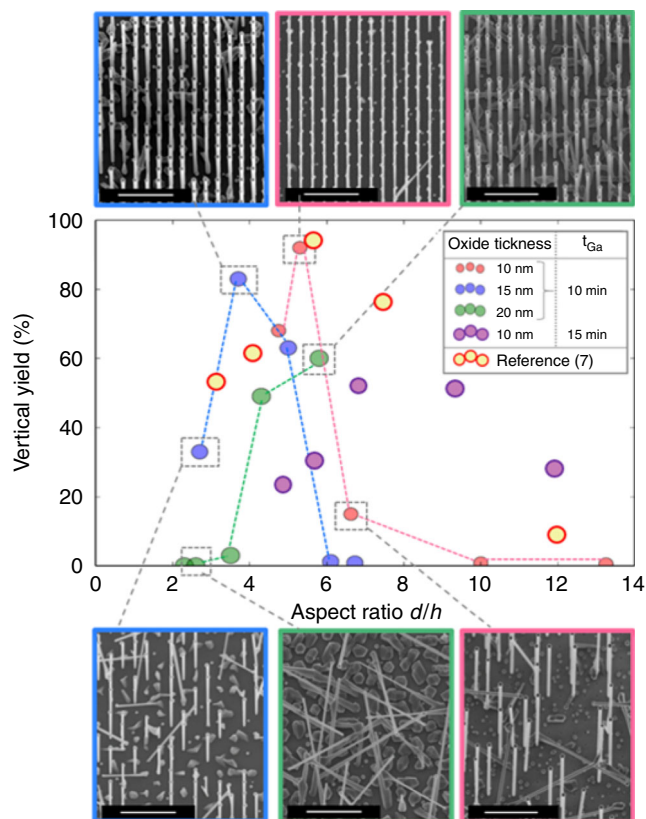 100
80
60
40
20
0
Vertical yield (%)
Oxide tickness t_Ga
10 nm
15 nm 10 min
20 nm
10 nm 15 min
Reference (7)
0 2 4 6 8 10 12 14
Aspect ratio d/h